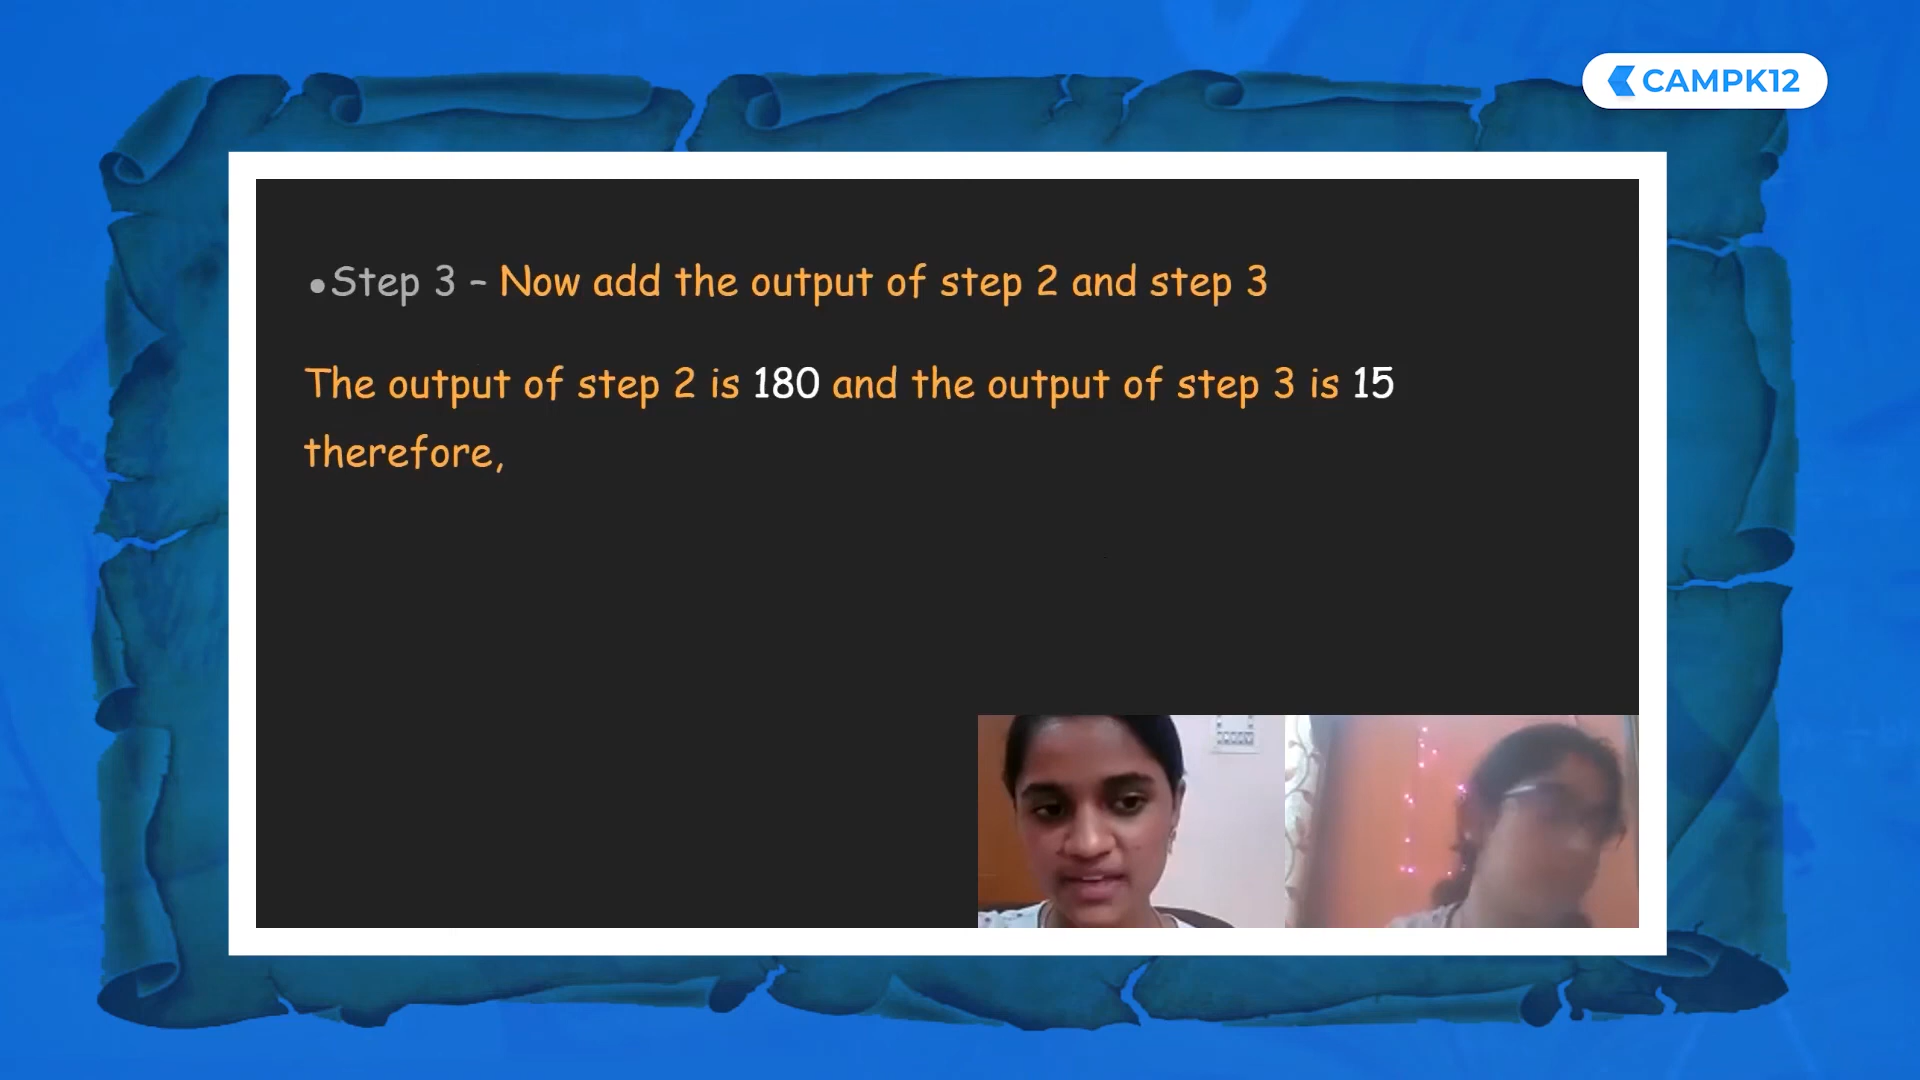 CAMPK12
•Step 3 – Now add the output of step 2 and step 3
The output of step 2 is 180 and the output of step 3 is 15
therefore,